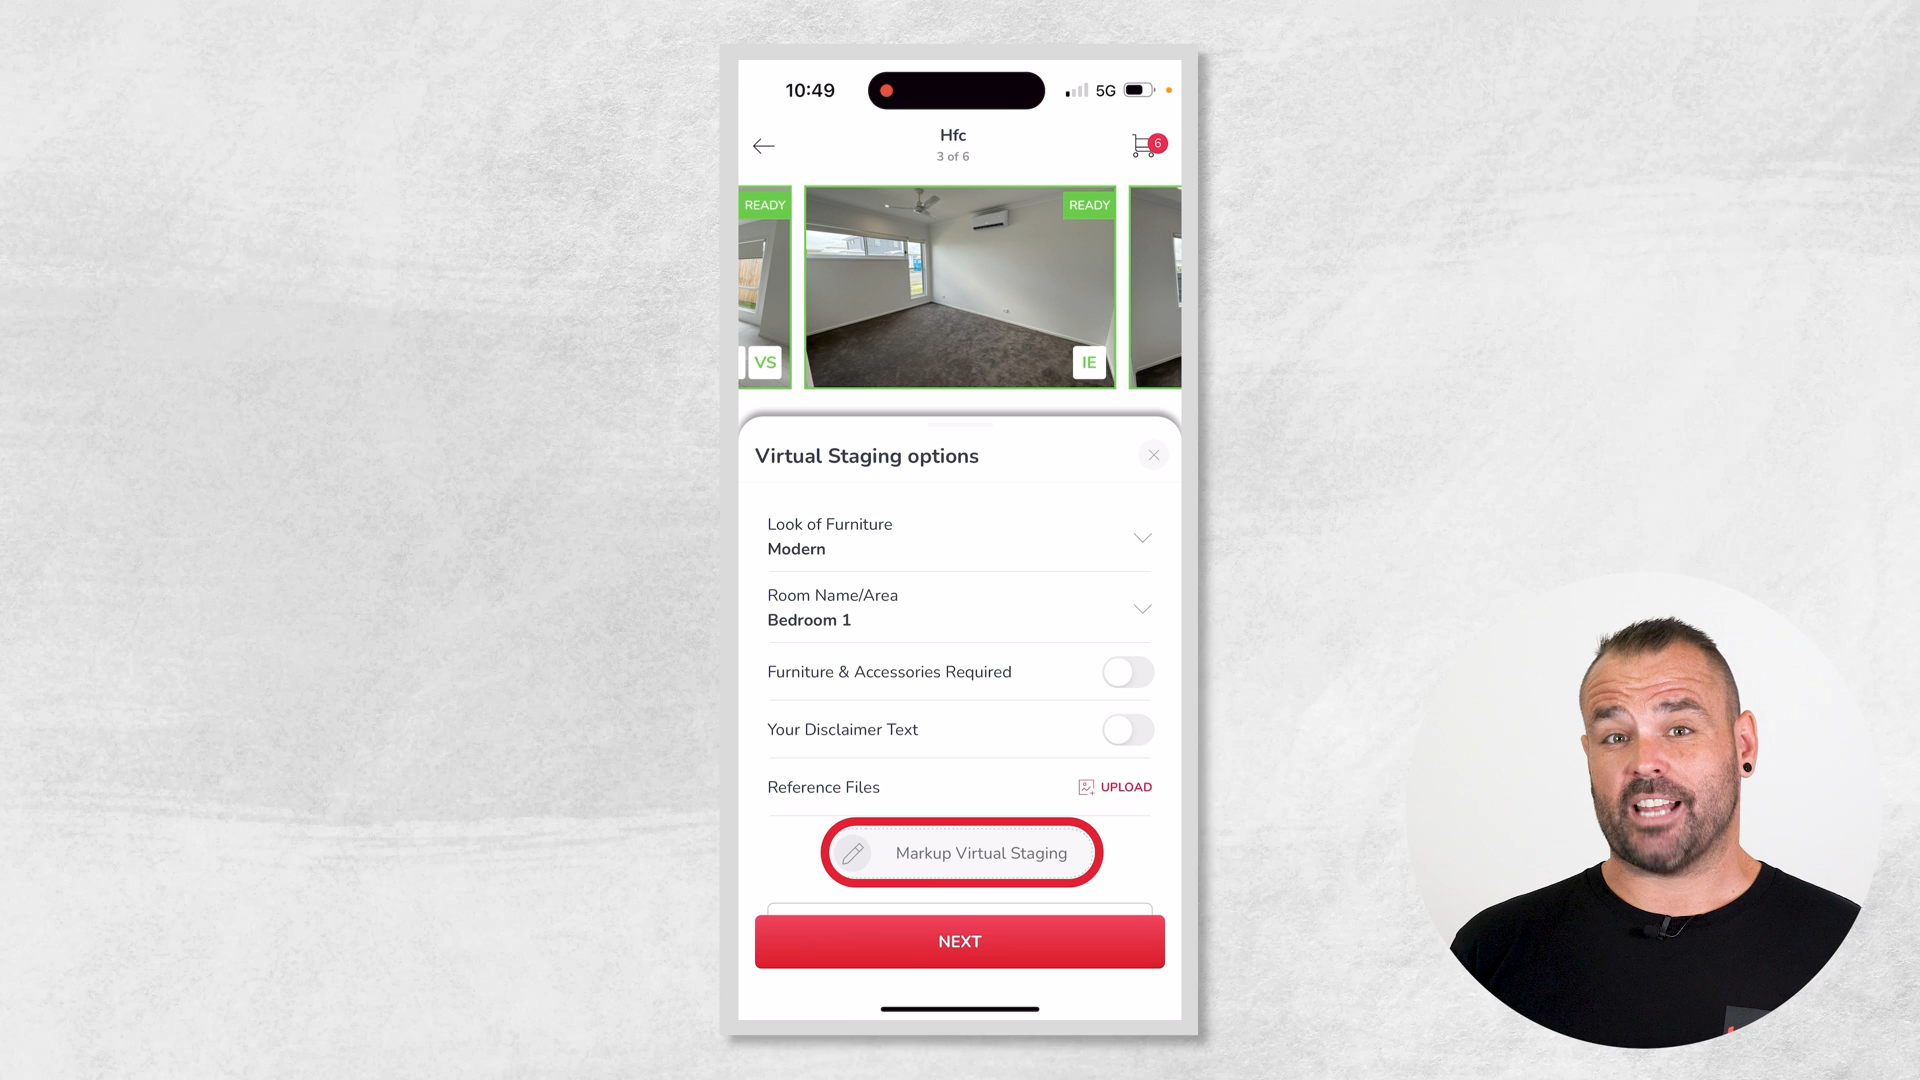 10:49
5G
Hfc
3 of 6
6
READY
READY
VS
IE
Virtual Staging options
Look of Furniture
Modern
Room Name/Area
Bedroom 1
Furniture & Accessories Required
Your Disclaimer Text
Reference Files
UPLOAD
Markup Virtual Staging
NEXT